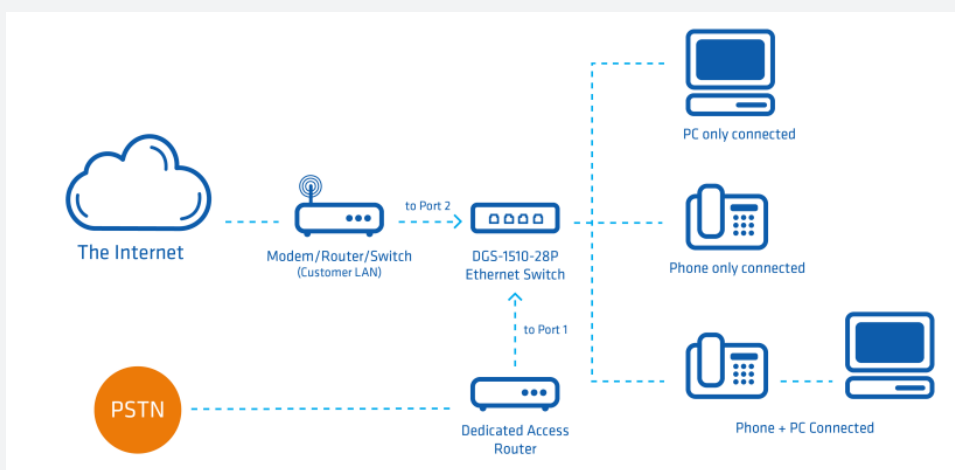 PC only connected
to Port 2
The Internet
Modem/Router/Switch
(Customer LAN)
DGS-1510-28P
Ethernet Switch
Phone only connected
to Port 1
PSTN
Dedicated Access
Router
Phone + PC Connected